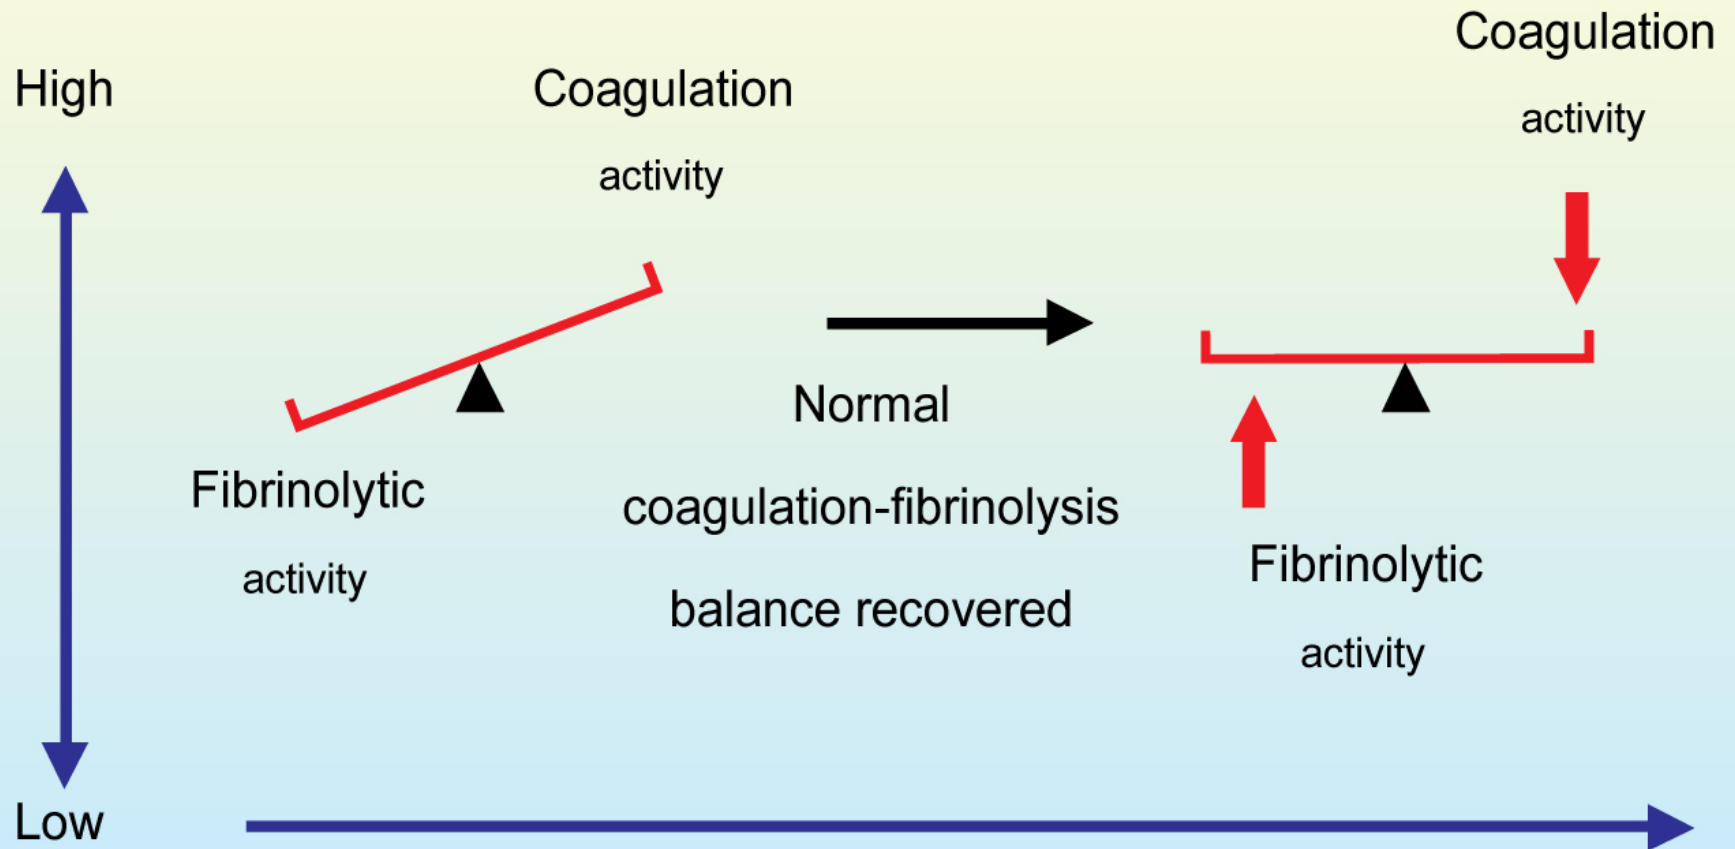 High
Coagulation
activity
Fibrinolytic
activity
Normal
coagulation-fibrinolysis
balance recovered
Coagulation
activity
Fibrinolytic
activity
Low